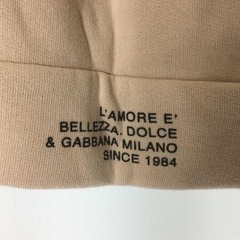 L'AMORE E'
BELLEZZA. DOLCE
& GABBANA MILANO
SINCE 1984